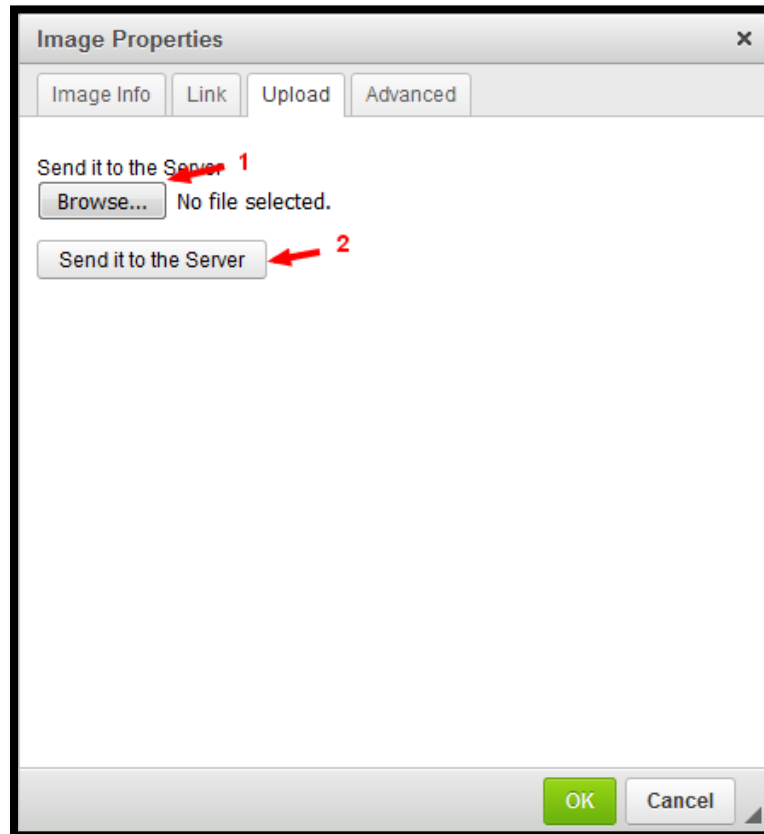 Image Properties ×
Image Info Link Upload Advanced
Send it to the Server 1
Browse... No file selected.
Send it to the Server 2
OK Cancel